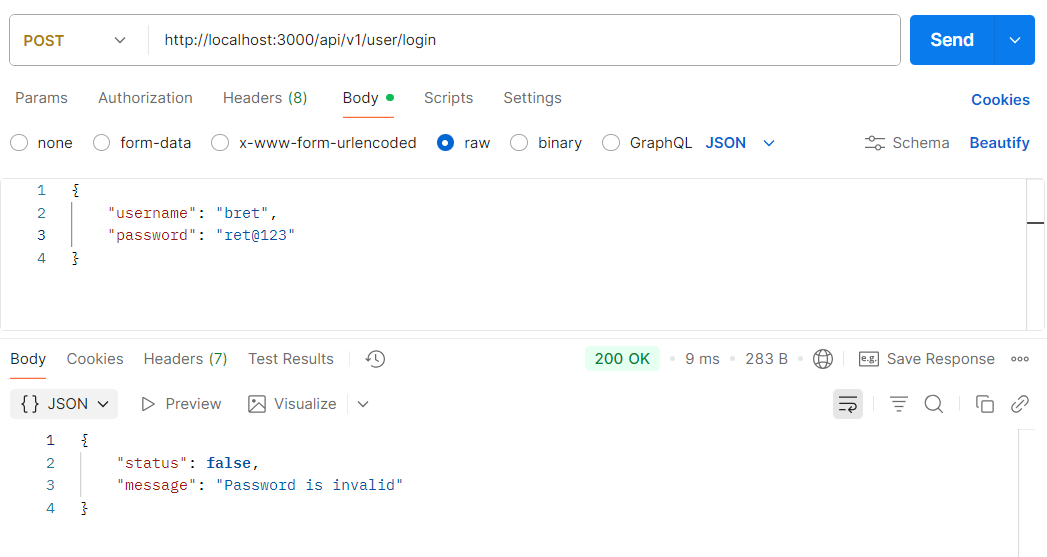 POST http://localhost:3000/api/v1/user/login Send
Params Authorization Headers (8) Body Scripts Settings Cookies
none form-data x-www-form-urlencoded raw binary GraphQL JSON Schema Beautify
1 {
2 "username": "bret",
3 "password": "ret@123"
4 }
Body Cookies Headers (7) Test Results 200 OK 9 ms 283 B e.g. Save Response
{} JSON Preview Visualize
1 {
2 "status": false,
3 "message": "Password is invalid"
4 }